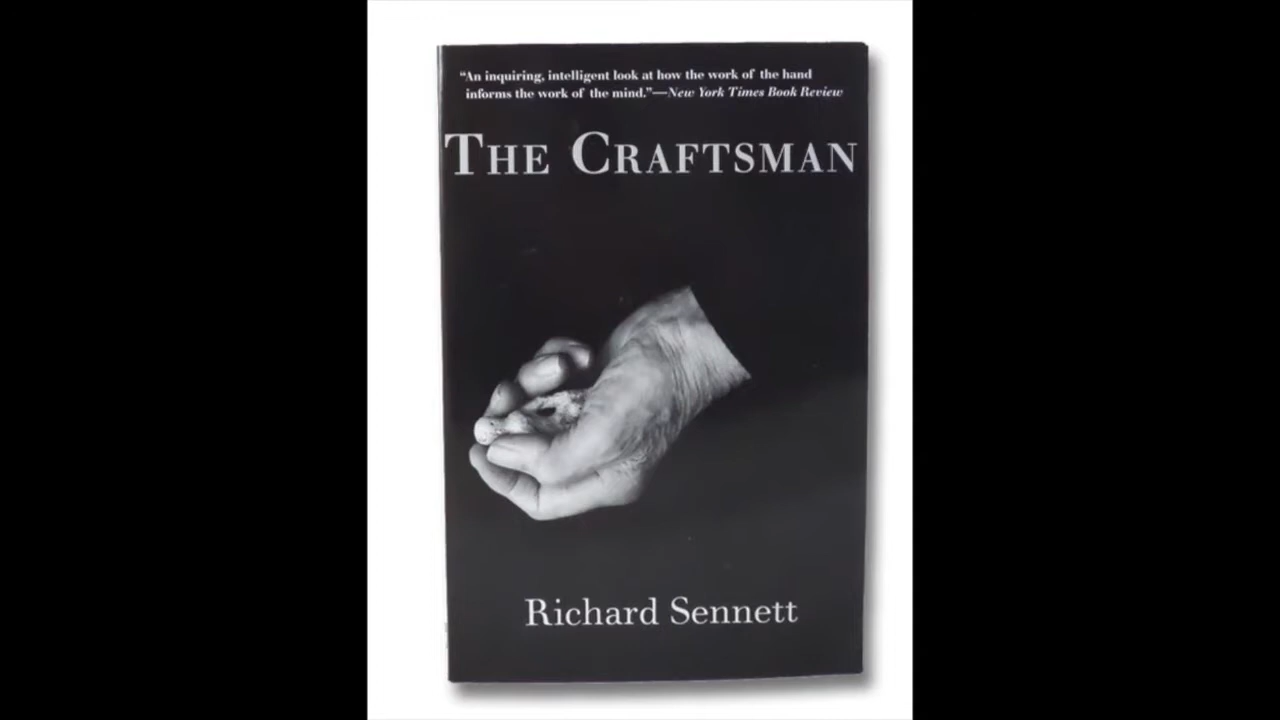 “An inquiring, intelligent look at how the work of the hand
informs the work of the mind.”—New York Times Book Review
THE CRAFTSMAN
Richard Sennett